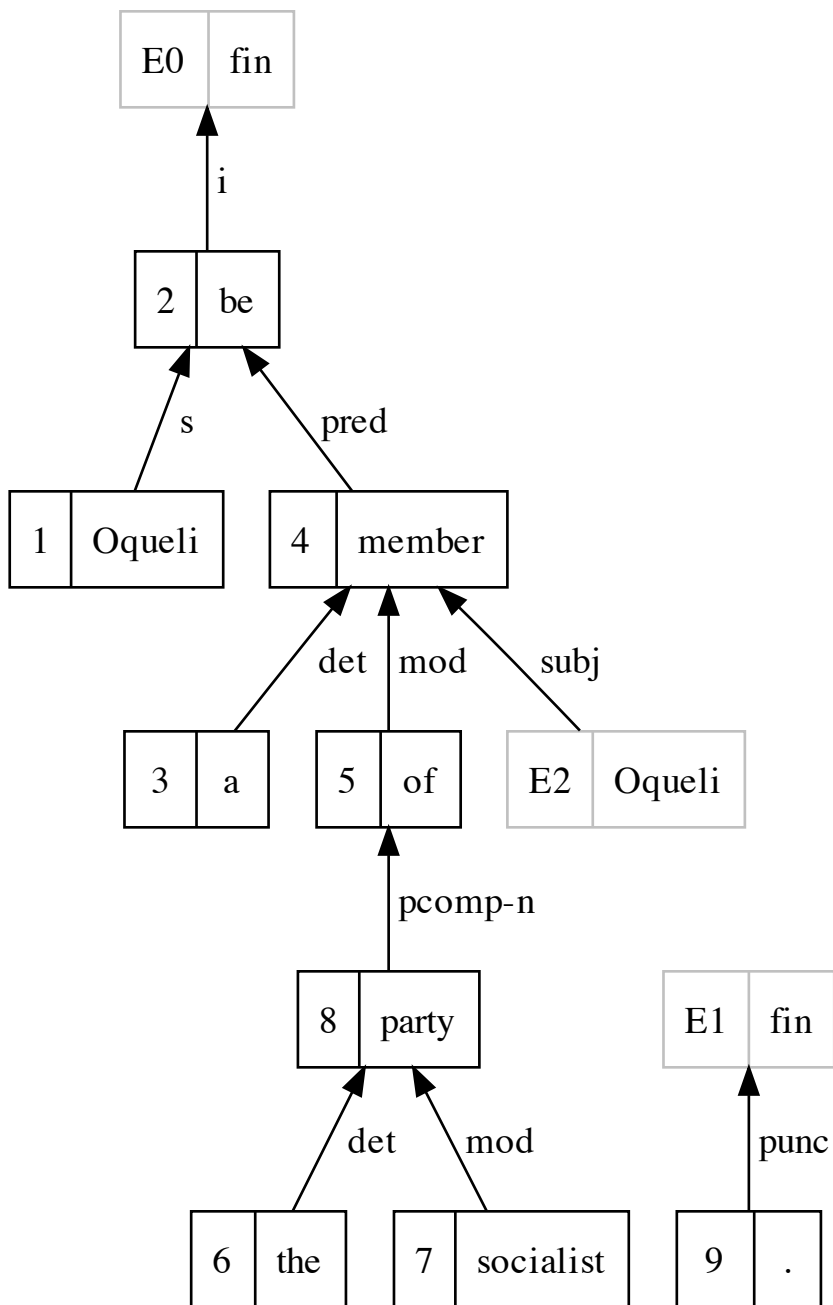 E0 fin
i
2 be
s pred
1 Oqueli 4 member
det mod subj
3 a 5 of E2 Oqueli
pcomp-n
8 party E1 fin
det mod punc
6 the 7 socialist 9 .